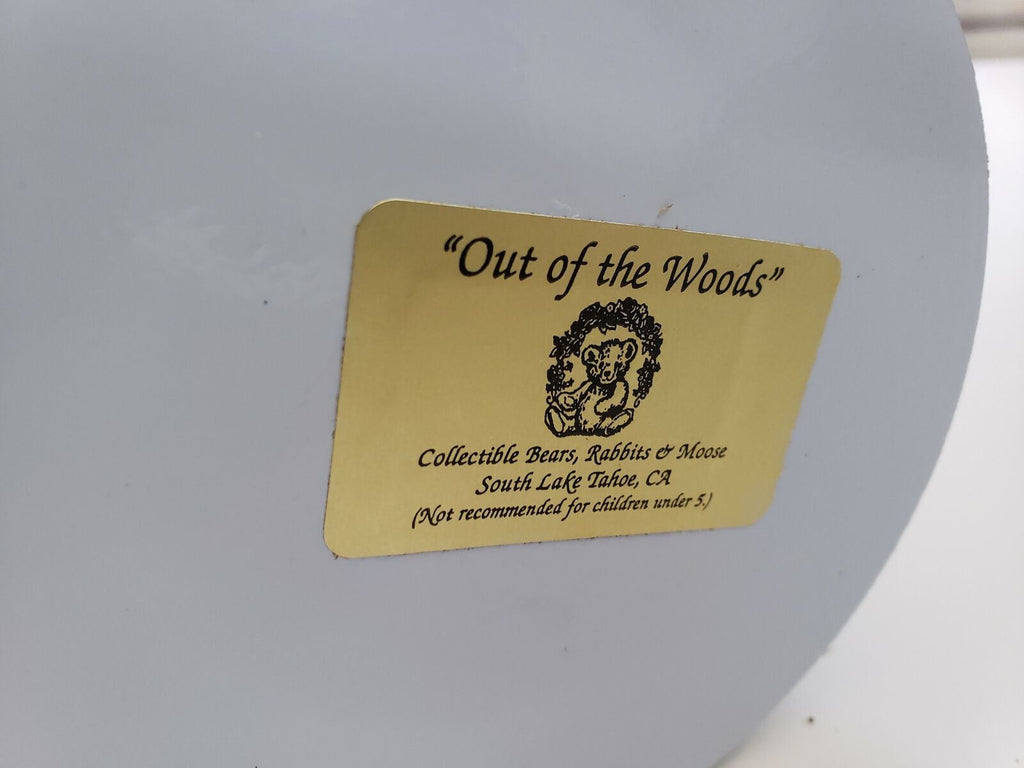 “Out of the Woods”
Collectible Bears, Rabbits & Moose
South Lake Tahoe, CA
(Not recommended for children under 5.)